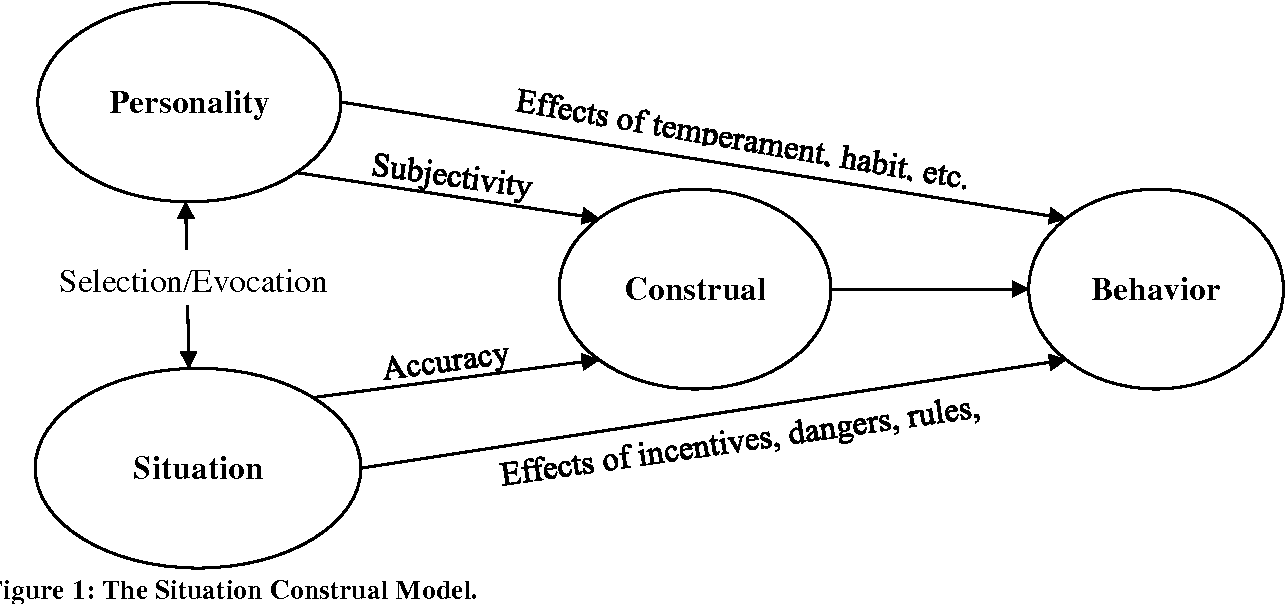 Personality
Effects of temperament, habit, etc.
Subjectivity
Selection/Evocation
Construal
Behavior
Accuracy
Situation
Effects of incentives, dangers, rules,
igure 1: The Situation Construal Model.